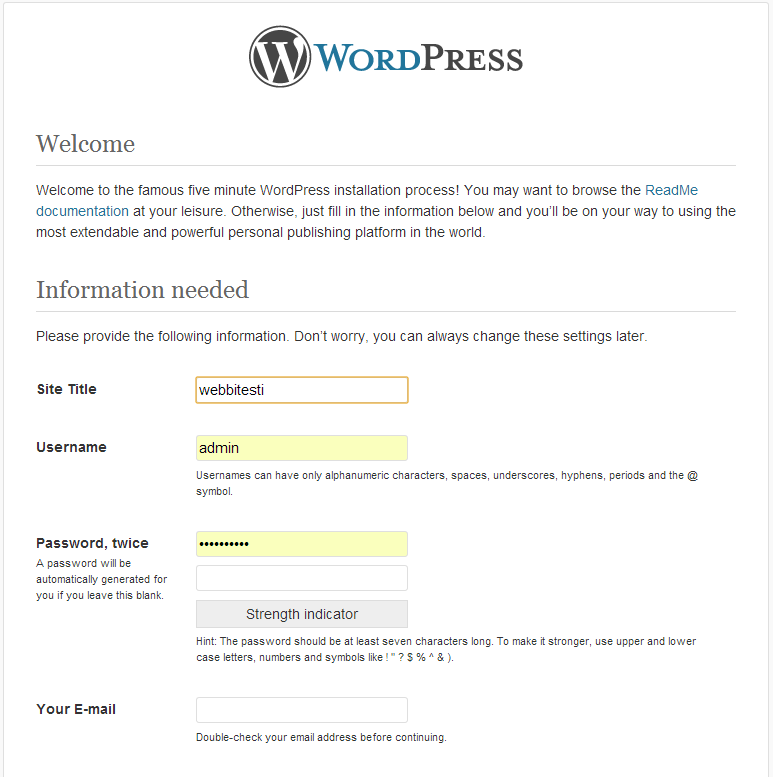 WORDPRESS
Welcome
Welcome to the famous five minute WordPress installation process! You may want to browse the ReadMe
documentation at your leisure. Otherwise, just fill in the information below and you’ll be on your way to using the
most extendable and powerful personal publishing platform in the world.
Information needed
Please provide the following information. Don’t worry, you can always change these settings later.
Site Title
webbitesti
Username
admin
Usernames can have only alphanumeric characters, spaces, underscores, hyphens, periods and the @
symbol.
Password, twice
A password will be
automatically generated for
you if you leave this blank.
••••••••••
Strength indicator
Hint: The password should be at least seven characters long. To make it stronger, use upper and lower
case letters, numbers and symbols like ! " ? $ % ^ & ).
Your E-mail
Double-check your email address before continuing.